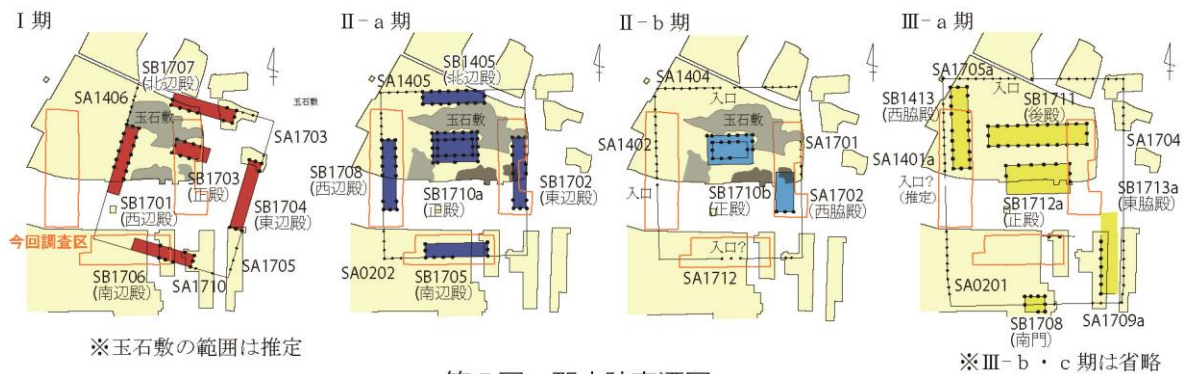 Ⅰ期
SB1707
(北辺殿)
SA1406
玉石敷
玉石敷
SA1703
SB1703
(正殿)
SB1701
(西辺殿)
SB1704
(東辺殿)
今回調査区
SB1706
(南辺殿)
SA1710
SA1705
※玉石敷の範囲は推定
Ⅱ-a 期
SB1405
(北辺殿)
SA1405
玉石敷
SB1708
(西辺殿)
SB1710a
(正殿)
SB1702
(東辺殿)
SA0202
SB1705
(南辺殿)
Ⅱ-b 期
SA1404
入口
玉石敷
SA1402
SA1701
入口
SB1710b
(正殿)
SA1702
(西脇殿)
入口?
SA1712
Ⅲ-a 期
SA1705a
入口
SB1413
(西脇殿)
SB1711
(後殿)
SA1704
SA1401a
入口?
(推定)
SB1712a
(正殿)
SB1713a
(東脇殿)
SA0201
SB1708
(南門)
SA1709a
※Ⅲ-b・c 期は省略